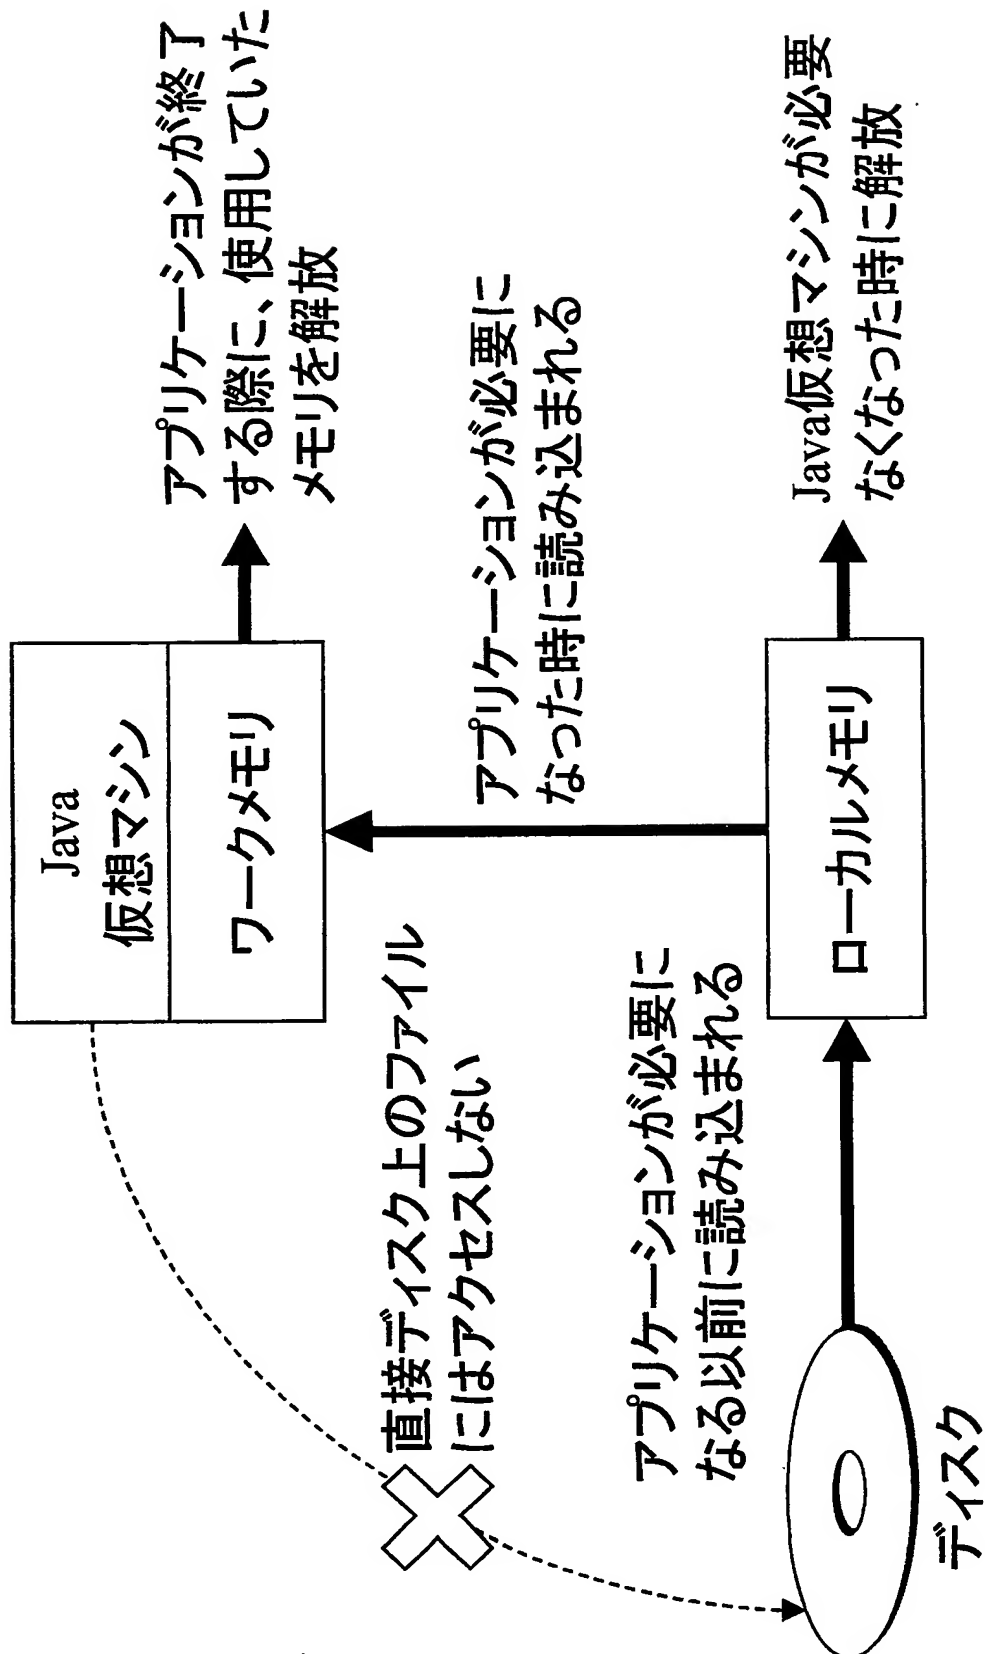 Java
仮想マシン
ワークメモリ
アプリケーションが終了
する際に、使用していた
メモリを解放
直接ディスク上のファイル
にはアクセスしない
アプリケーションが必要に
なった時に読み込まれる
アプリケーションが必要に
なる以前に読み込まれる
ローカルメモリ
Java仮想マシンが必要
なくなった時に解放
ディスク